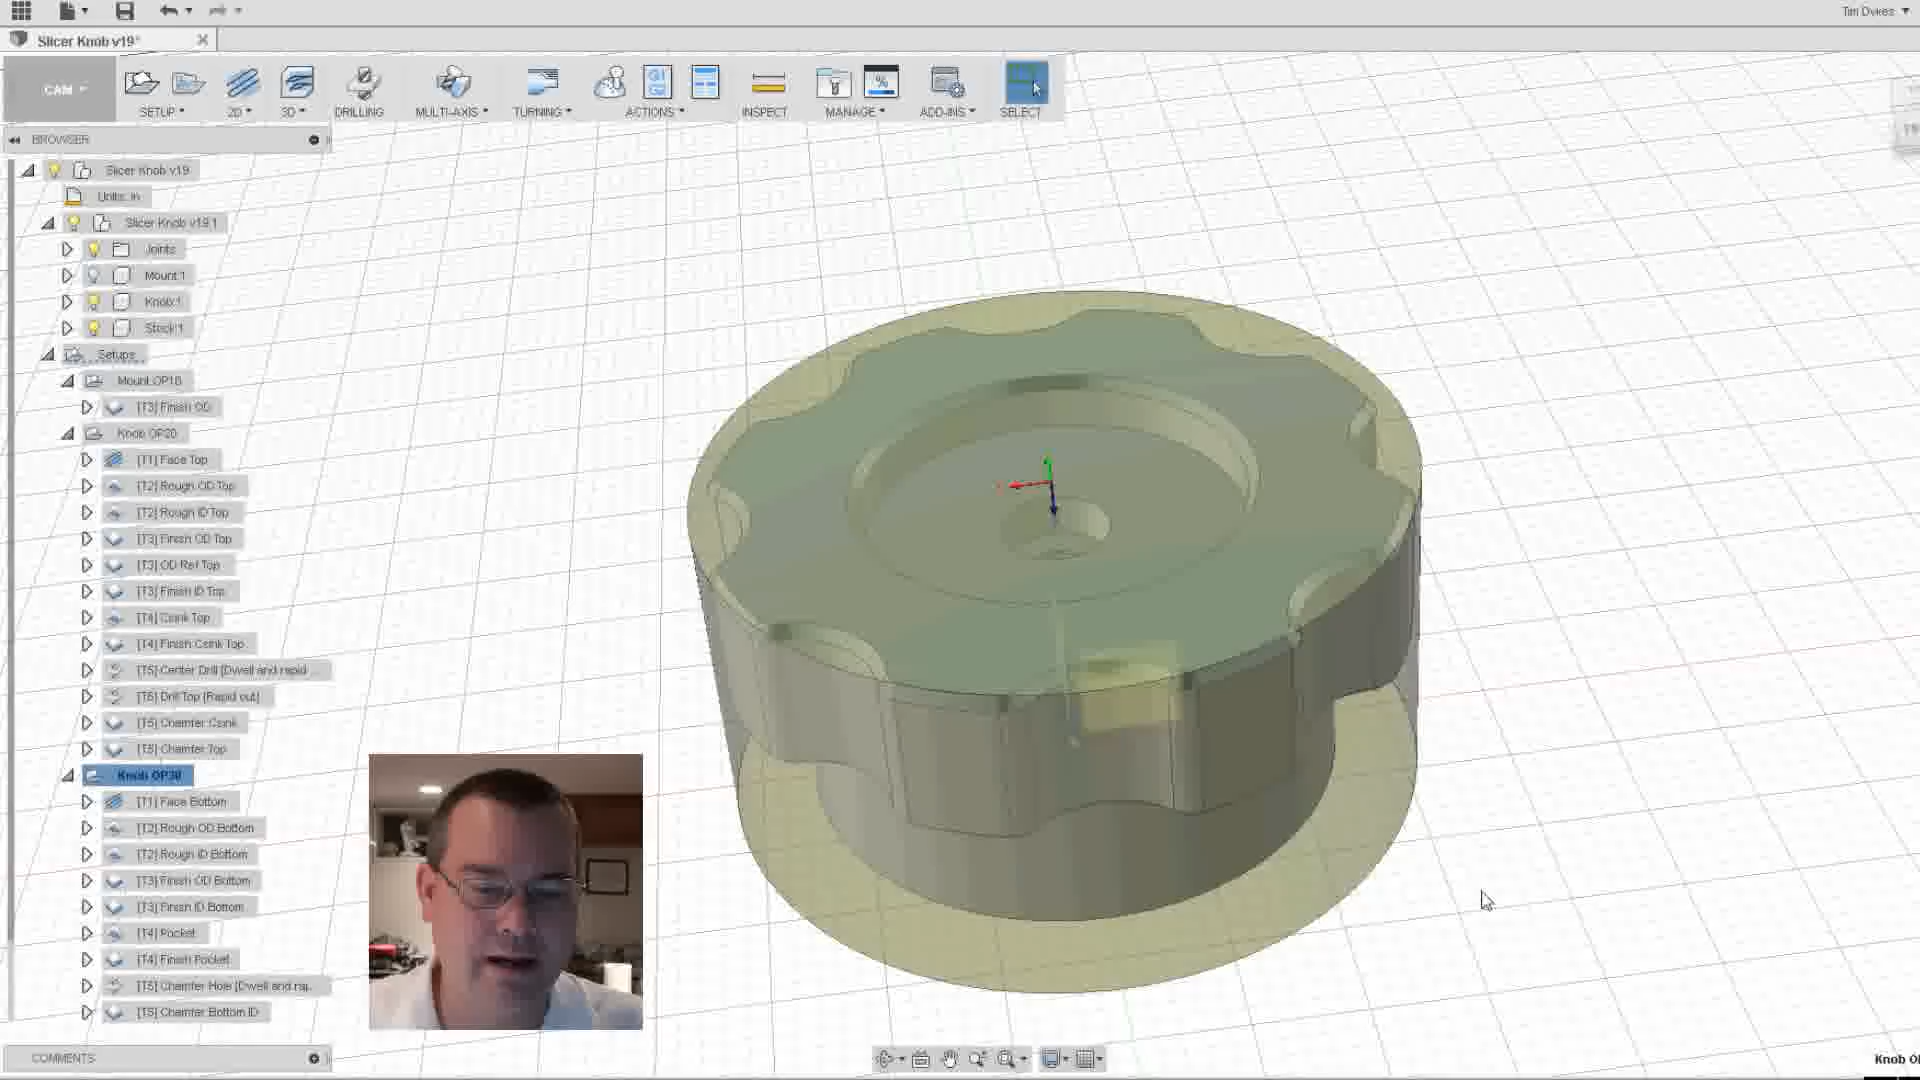 Tim Dykes
Slicer Knob v19*
CAM
SETUP
2D
3D
DRILLING
MULTI-AXIS
TURNING
ACTIONS
INSPECT
MANAGE
ADD-INS
SELECT
BROWSER
Slicer Knob v19
Units: in
Slicer Knob v19:1
Joints
Mount:1
Knob:1
Stock:1
Setups
Mount OP10
[T3] Finish OD
Knob OP20
[T1] Face Top
[T2] Rough OD Top
[T2] Rough ID Top
[T3] Finish OD Top
[T3] OD Ref Top
[T3] Finish ID Top
[T4] Csink Top
[T4] Finish Csink Top
[T5] Center Drill [Dwell and rapid ...
[T6] Drill Top [Rapid out]
[T5] Chamfer Csink
[T5] Chamfer Top
Knob OP30
[T1] Face Bottom
[T2] Rough OD Bottom
[T2] Rough ID Bottom
[T3] Finish OD Bottom
[T3] Finish ID Bottom
[T4] Pocket
[T4] Finish Pocket
[T5] Chamfer Hole [Dwell and rap...
[T5] Chamfer Bottom ID
COMMENTS
Knob O